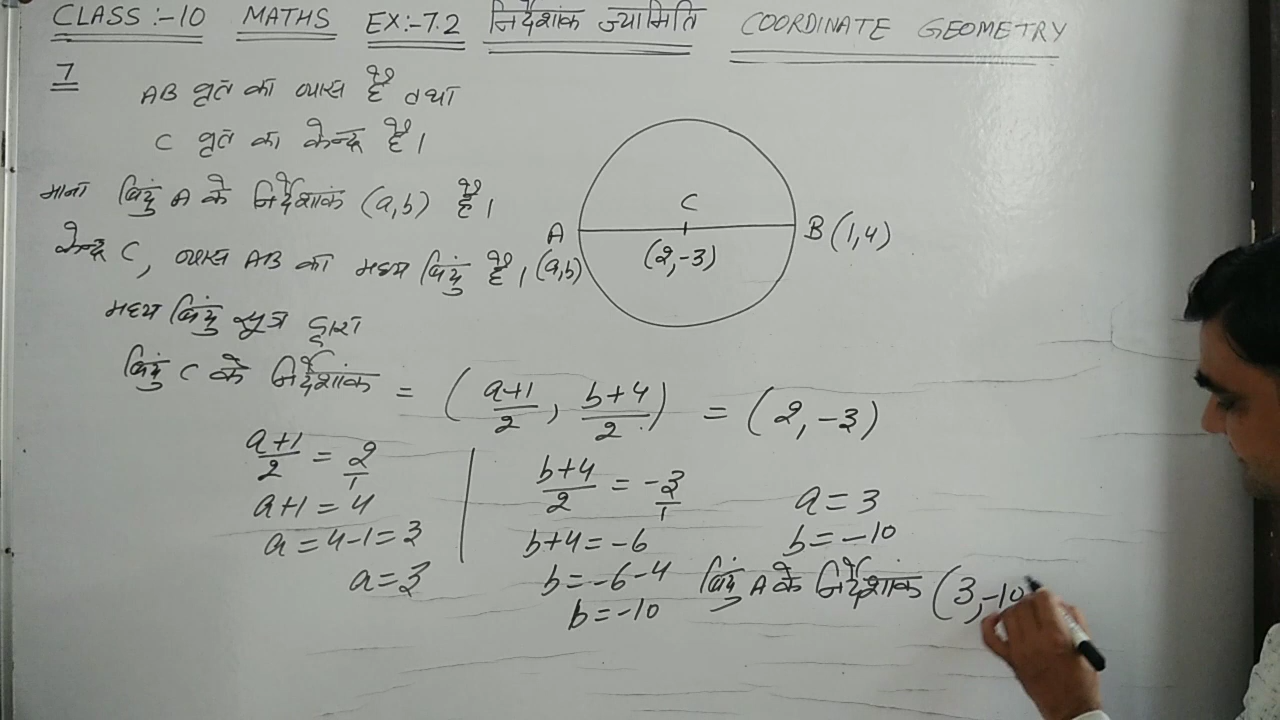 CLASS :-10 MATHS EX:-7.2 निर्देशांक ज्यामिति COORDINATE GEOMETRY
7
AB वृत का व्यास है तथा
C वृत का केन्द्र है।
माना बिंदु A के निर्देशांक (a,b) है।
केन्द्र C, व्यास AB का मध्य बिंदु है।
मध्य बिंदु सूत्र द्वारा
C
A
B (1,4)
(2,-3)
(a,b)
बिंदु C के निर्देशांक = (a+1/2, b+4/2) = (2,-3)
a+1/2 = 2/1
a+1 = 4
a = 4-1 = 3
a = 3
b+4/2 = -3/1
b+4 = -6
b = -6-4
b = -10
a = 3
b = -10
बिंदु A के निर्देशांक (3,-10